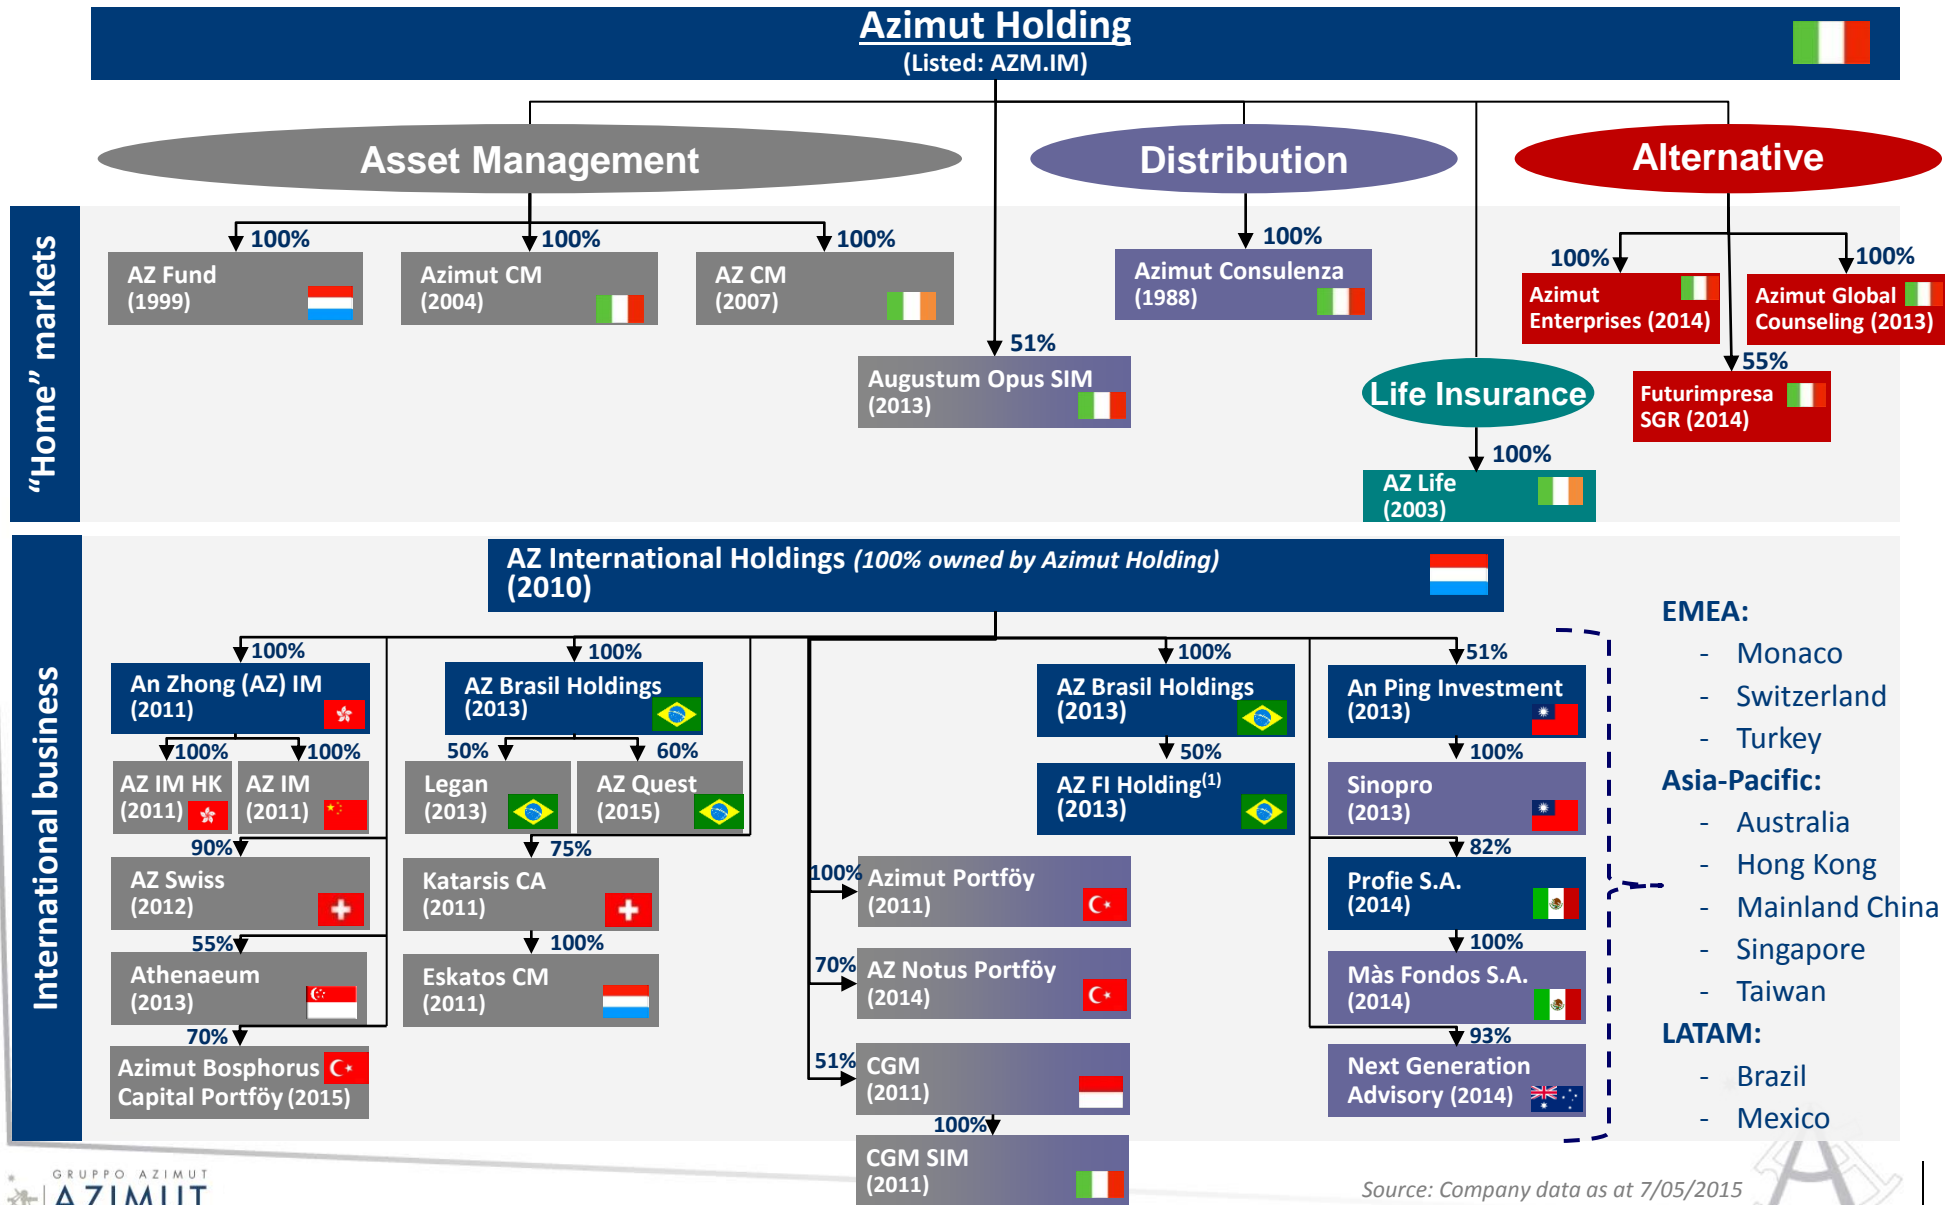 Azimut Holding
(Listed: AZM.IM)
Asset Management
Distribution
Alternative
"Home" markets
100%
AZ Fund
(1999)
100%
Azimut CM
(2004)
100%
AZ CM
(2007)
51%
Augustum Opus SIM
(2013)
100%
Azimut Consulenza
(1988)
Life Insurance
100%
AZ Life
(2003)
100%
Azimut
Enterprises (2014)
100%
Azimut Global
Counseling (2013)
55%
Futurimpresa
SGR (2014)
International business
AZ International Holdings (100% owned by Azimut Holding)
(2010)
100%
An Zhong (AZ) IM
(2011)
100%
AZ IM HK
(2011)
100%
AZ IM
(2011)
90%
AZ Swiss
(2012)
55%
Athenaeum
(2013)
70%
Azimut Bosphorus
Capital Portföy (2015)
100%
AZ Brasil Holdings
(2013)
50%
Legan
(2013)
60%
AZ Quest
(2015)
75%
Katarsis CA
(2011)
100%
Eskatos CM
(2011)
100%
Azimut Portföy
(2011)
70%
AZ Notus Portföy
(2014)
51%
CGM
(2011)
100%
CGM SIM
(2011)
100%
AZ Brasil Holdings
(2013)
50%
AZ FI Holding(1)
(2013)
51%
An Ping Investment
(2013)
100%
Sinopro
(2013)
82%
Profie S.A.
(2014)
100%
Màs Fondos S.A.
(2014)
93%
Next Generation
Advisory (2014)
EMEA:
- Monaco
- Switzerland
- Turkey
Asia-Pacific:
- Australia
- Hong Kong
- Mainland China
- Singapore
- Taiwan
LATAM:
- Brazil
- Mexico
GRUPPO AZIMUT
AZIMUT
Source: Company data as at 7/05/2015